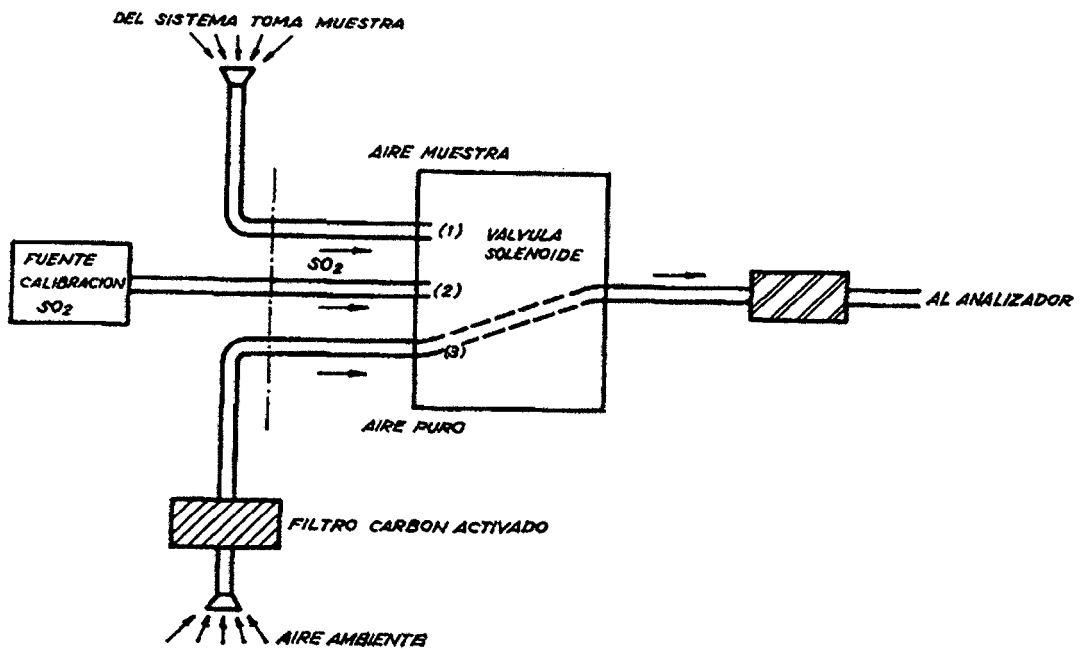 DEL SISTEMA TOMA MUESTRA
AIRE MUESTRA
(1)
VALVULA
SOLENOIDE
FUENTE
CALIBRACION
SO2
SO2
(2)
AL ANALIZADOR
(3)
AIRE PURO
FILTRO CARBON ACTIVADO
AIRE AMBIENTE